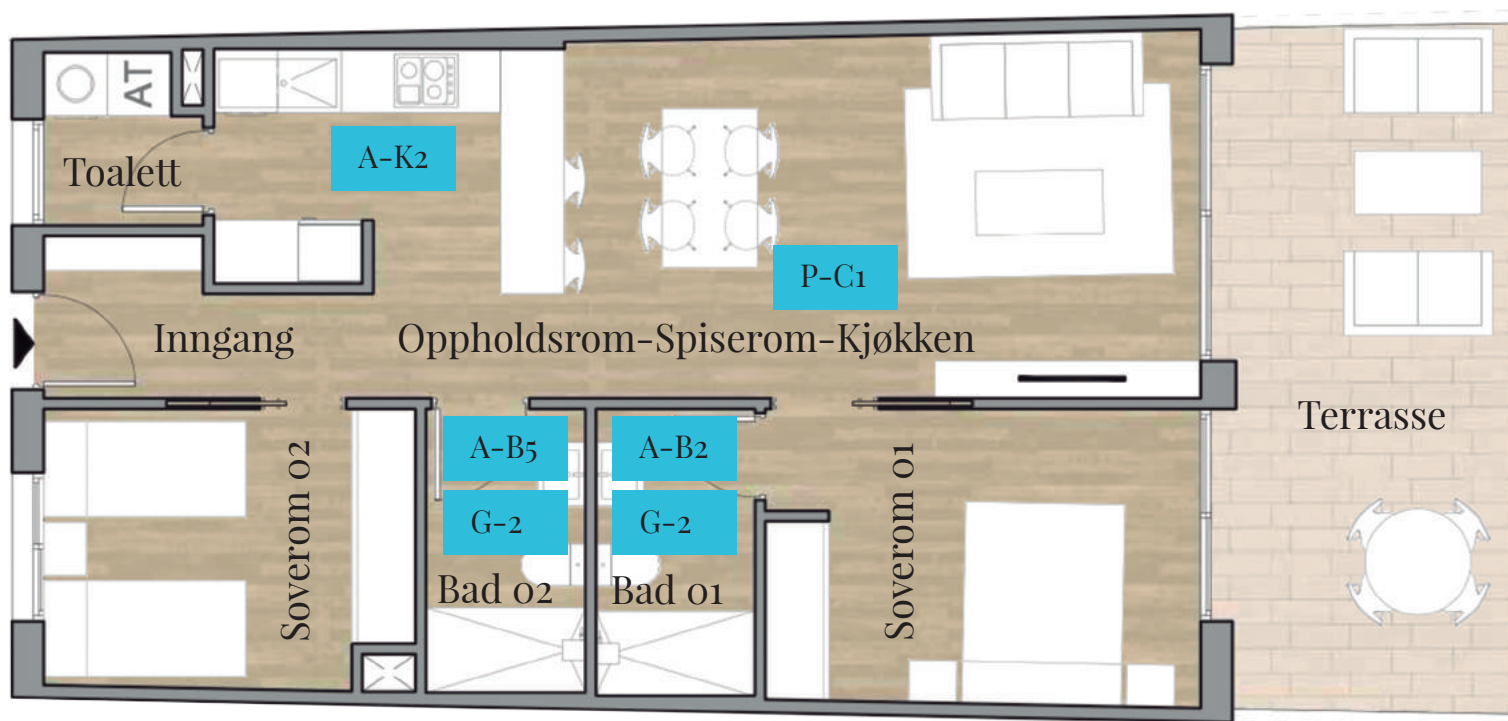 AT
Toalett
A-K2
P-C1
Inngang
Oppholdsrom-Spiserom-Kjøkken
Terrasse
Soverom 02
A-B5
G-2
Bad 02
A-B2
G-2
Bad 01
Soverom 01